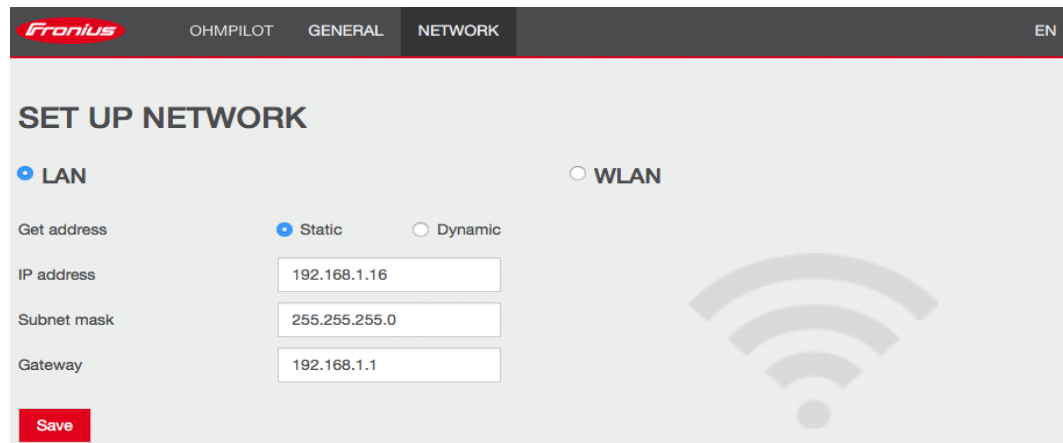 Fronius OHMPILOT GENERAL NETWORK EN
SET UP NETWORK
LAN WLAN
Get address Static Dynamic
IP address 192.168.1.16
Subnet mask 255.255.255.0
Gateway 192.168.1.1
Save